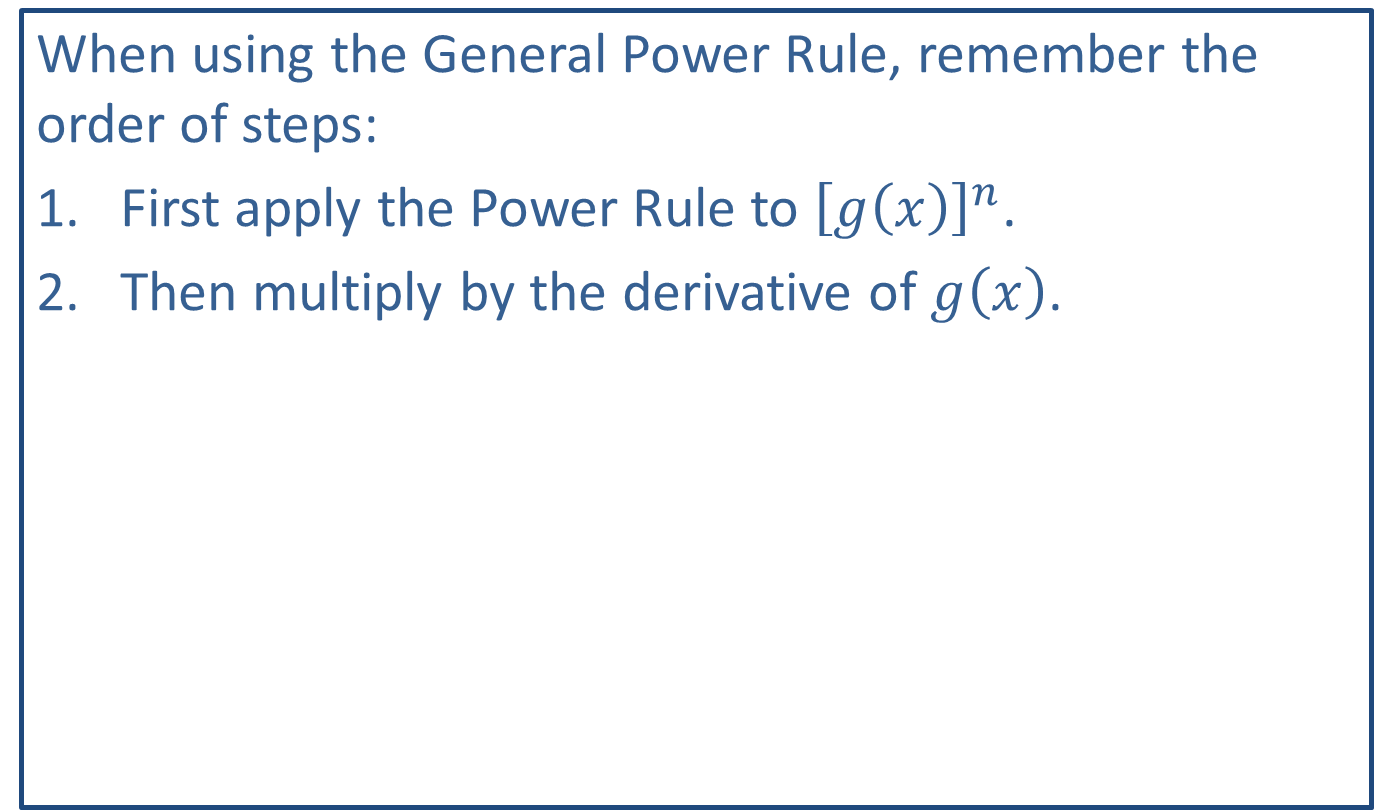 When using the General Power Rule, remember the
order of steps:
1. First apply the Power Rule to [g(x)]ⁿ.
2. Then multiply by the derivative of g(x).